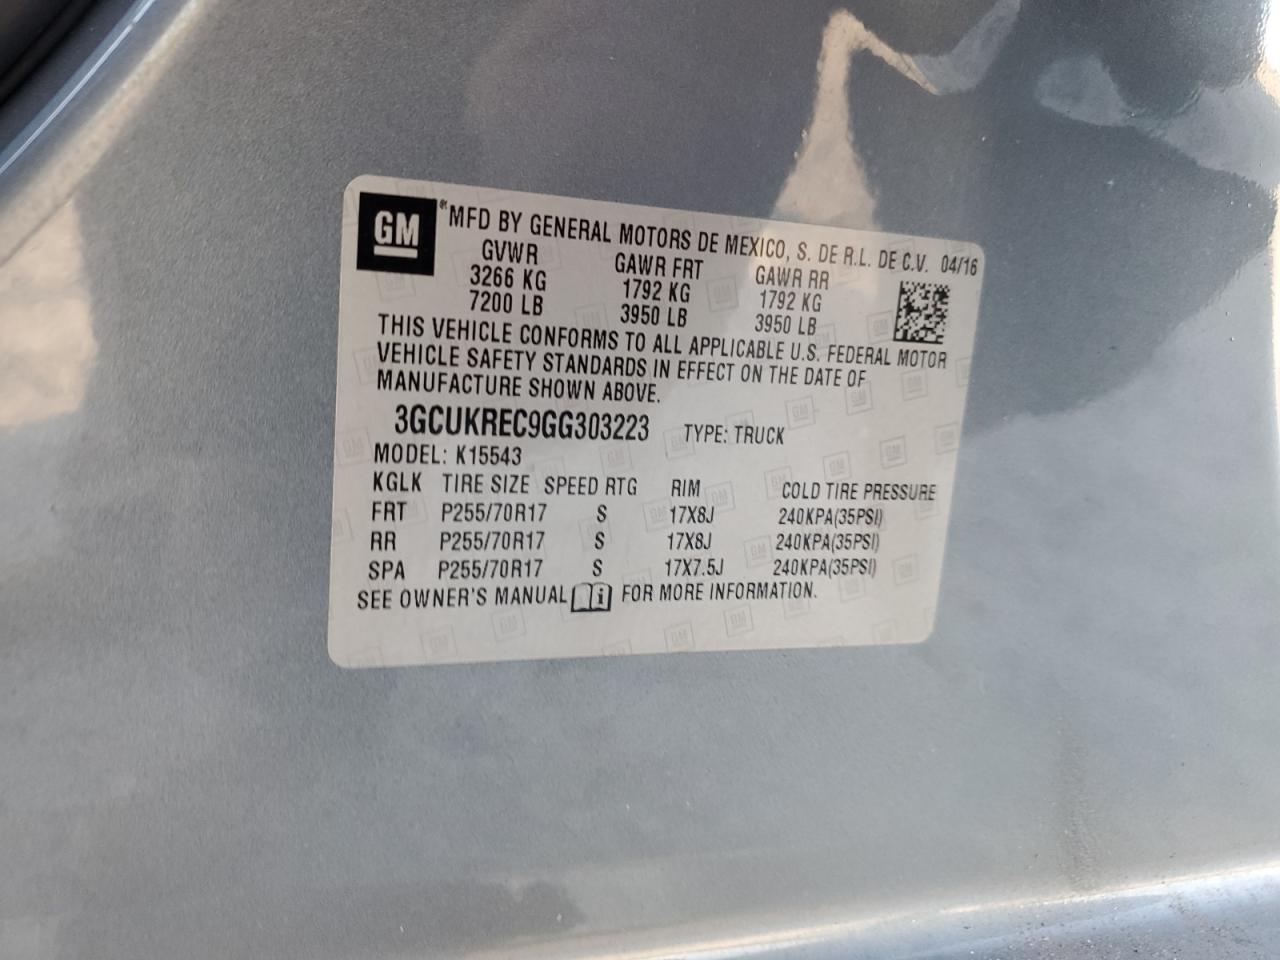 GM
MFD BY GENERAL MOTORS DE MEXICO, S. DE R.L. DE C.V. 04/16
GVWR GAWR FRT GAWR RR
3266 KG 1792 KG 1792 KG
7200 LB 3950 LB 3950 LB
THIS VEHICLE CONFORMS TO ALL APPLICABLE U.S. FEDERAL MOTOR
VEHICLE SAFETY STANDARDS IN EFFECT ON THE DATE OF
MANUFACTURE SHOWN ABOVE.
3GCUKREC9GG303223 TYPE: TRUCK
MODEL: K15543
KGLK TIRE SIZE SPEED RTG RIM COLD TIRE PRESSURE
FRT P255/70R17 S 17X8J 240KPA(35PSI)
RR P255/70R17 S 17X8J 240KPA(35PSI)
SPA P255/70R17 S 17X7.5J 240KPA(35PSI)
SEE OWNER'S MANUAL i FOR MORE INFORMATION.